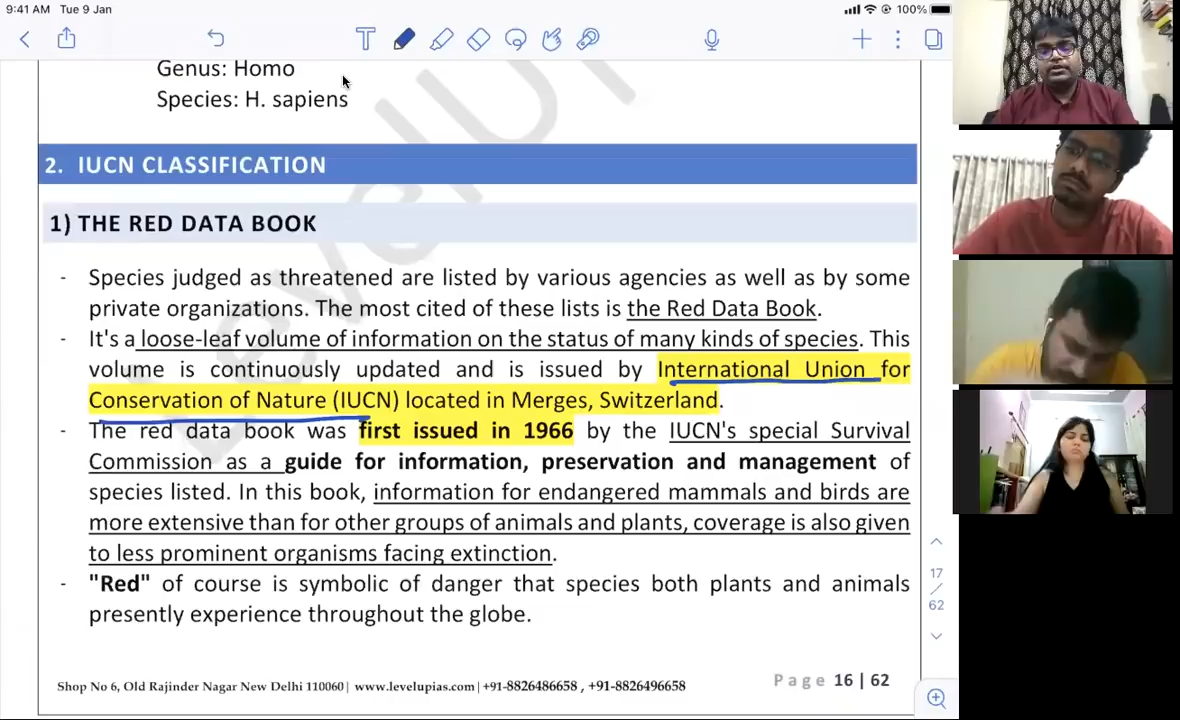 9:41 AM Tue 9 Jan
100%
Genus: Homo
Species: H. sapiens
2. IUCN CLASSIFICATION
1) THE RED DATA BOOK
- Species judged as threatened are listed by various agencies as well as by some
private organizations. The most cited of these lists is the Red Data Book.
- It's a loose-leaf volume of information on the status of many kinds of species. This
volume is continuously updated and is issued by International Union for
Conservation of Nature (IUCN) located in Merges, Switzerland.
- The red data book was first issued in 1966 by the IUCN's special Survival
Commission as a guide for information, preservation and management of
species listed. In this book, information for endangered mammals and birds are
more extensive than for other groups of animals and plants, coverage is also given
to less prominent organisms facing extinction.
- "Red" of course is symbolic of danger that species both plants and animals
presently experience throughout the globe.
17
/
62
Shop No 6, Old Rajinder Nagar New Delhi 110060| www.levelupias.com | +91-8826486658 , +91-8826496658
Page 16 | 62
LevelUP